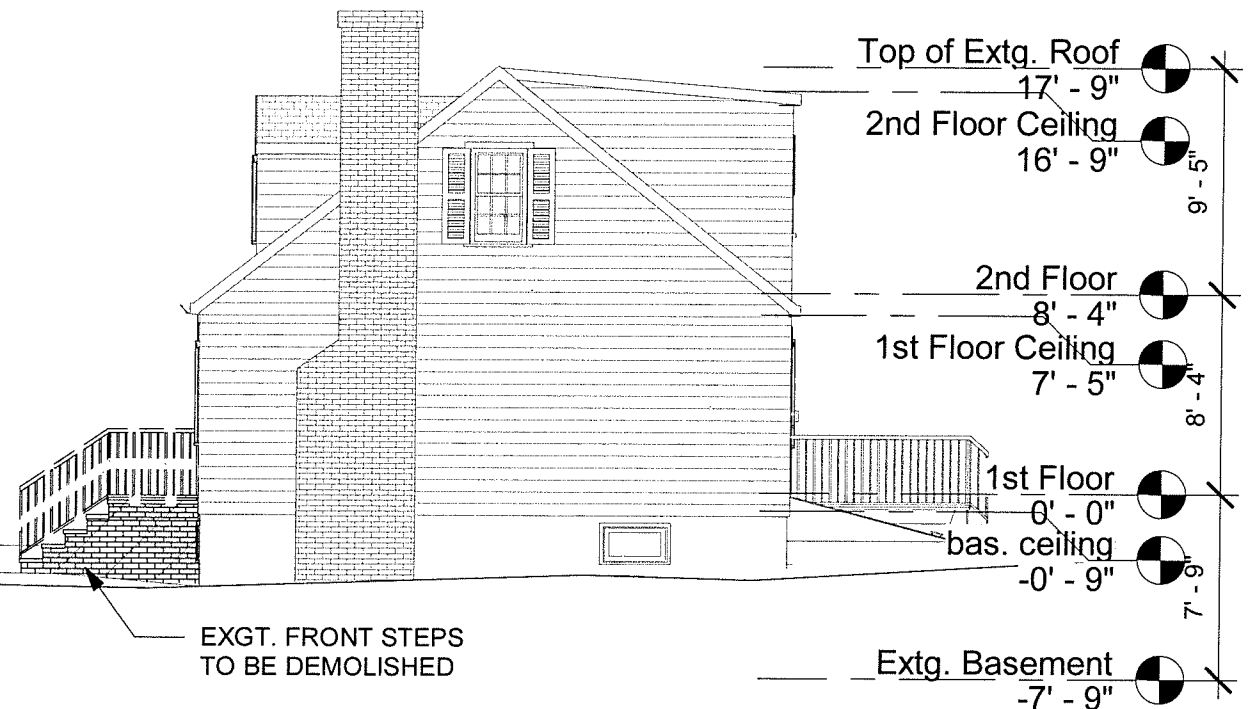 Top of Extg. Roof
17' - 9"
2nd Floor Ceiling
16' - 9"
9' - 5"
2nd Floor
8' - 4"
1st Floor Ceiling
7' - 5"
8' - 4"
1st Floor
0' - 0"
bas. ceiling
-0' - 9"
7' - 9"
EXGT. FRONT STEPS
TO BE DEMOLISHED
Extg. Basement
-7' - 9"